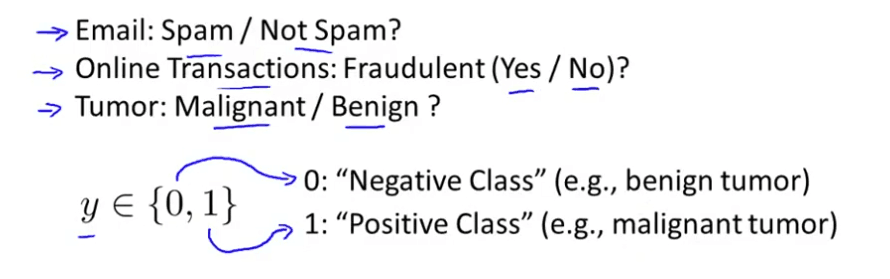 → Email: Spam / Not Spam?
→ Online Transactions: Fraudulent (Yes / No)?
→ Tumor: Malignant / Benign ?
y ∈ {0, 1}
0: “Negative Class” (e.g., benign tumor)
1: “Positive Class” (e.g., malignant tumor)